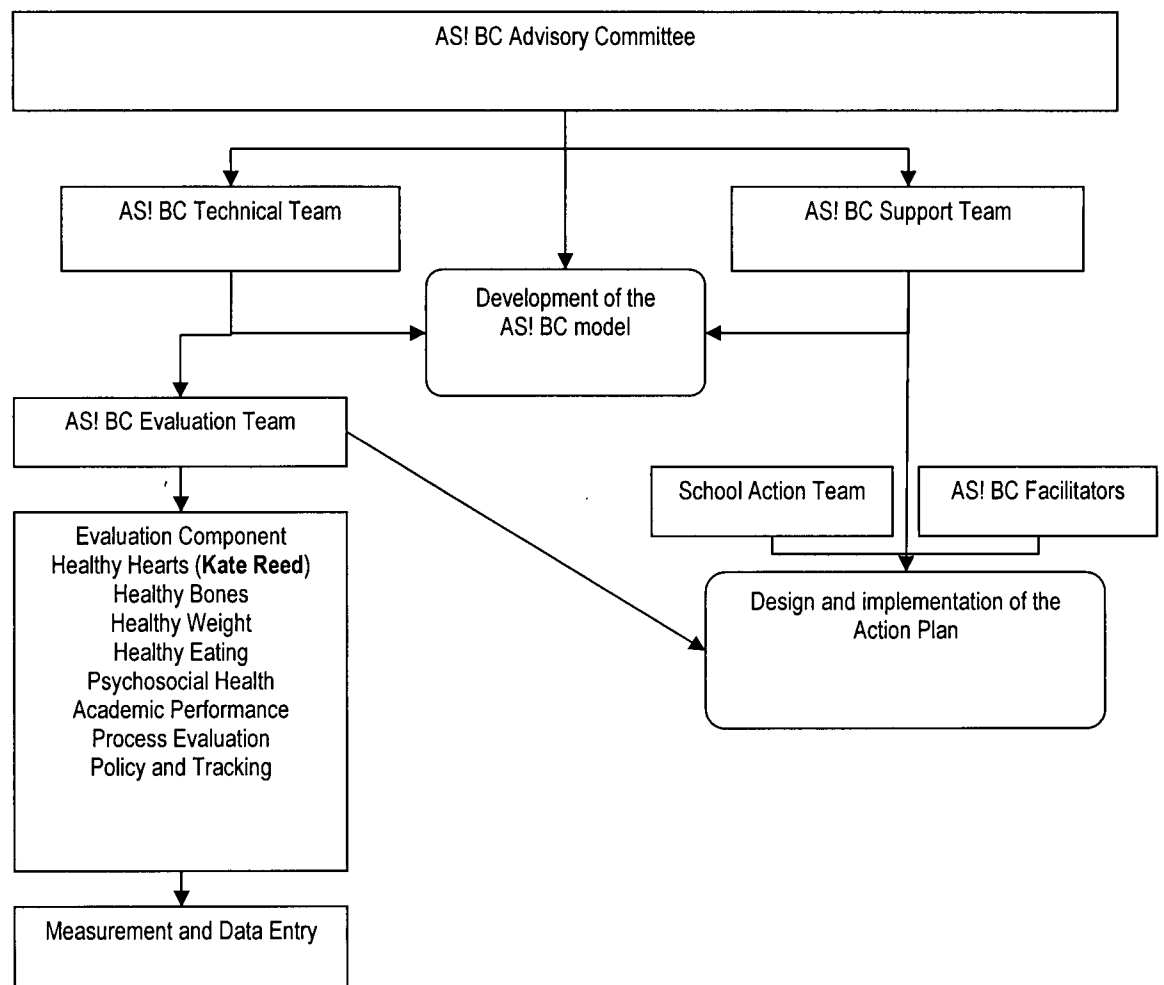 AS! BC Advisory Committee
AS! BC Technical Team
AS! BC Support Team
Development of the
AS! BC model
AS! BC Evaluation Team
School Action Team
AS! BC Facilitators
Evaluation Component
Healthy Hearts (Kate Reed)
Healthy Bones
Healthy Weight
Healthy Eating
Psychosocial Health
Academic Performance
Process Evaluation
Policy and Tracking
Design and implementation of the
Action Plan
Measurement and Data Entry